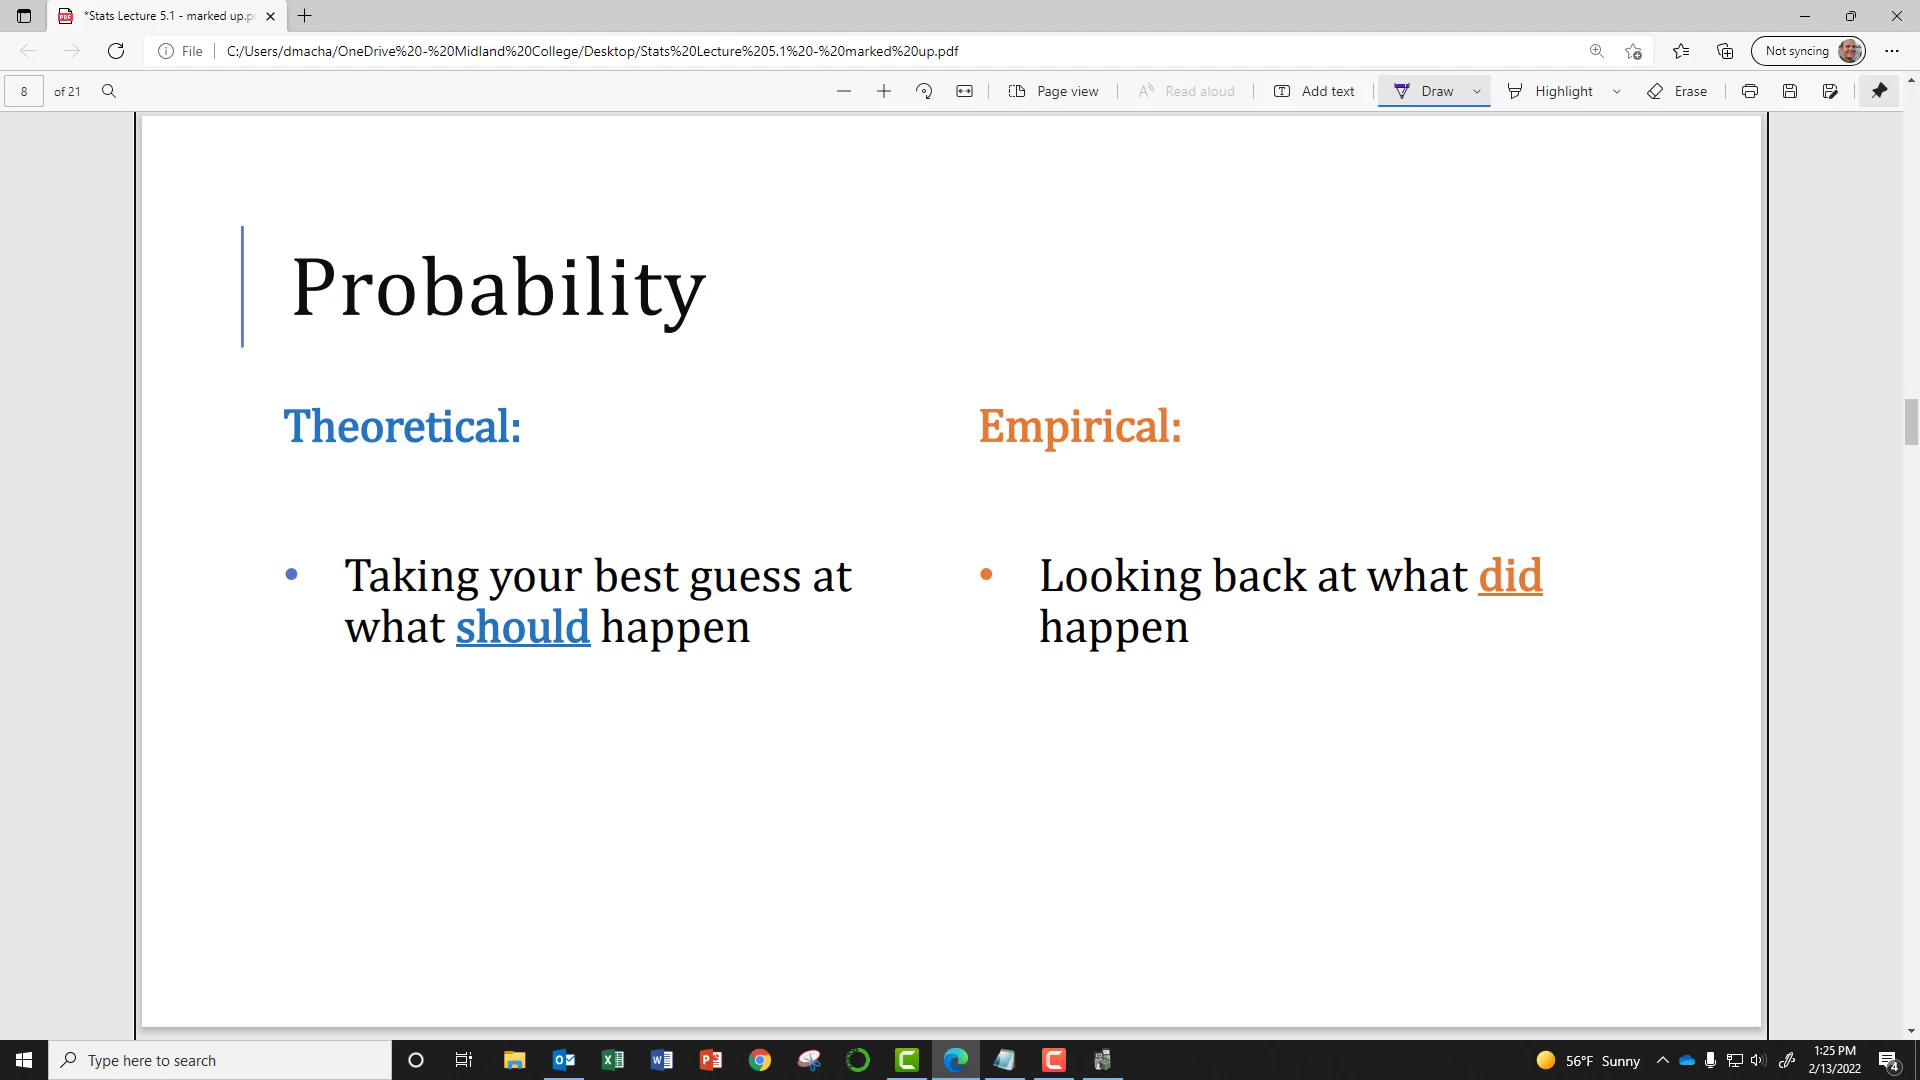 *Stats Lecture 5.1 - marked up.p
File
C:/Users/dmacha/OneDrive%20-%20Midland%20College/Desktop/Stats%20Lecture%205.1%20-%20marked%20up.pdf
Not syncing
8 of 21
Page view
Read aloud
Add text
Draw
Highlight
Erase
Probability
Theoretical:
• Taking your best guess at
what should happen
Empirical:
• Looking back at what did
happen
Type here to search
56°F Sunny
1:25 PM
2/13/2022
4